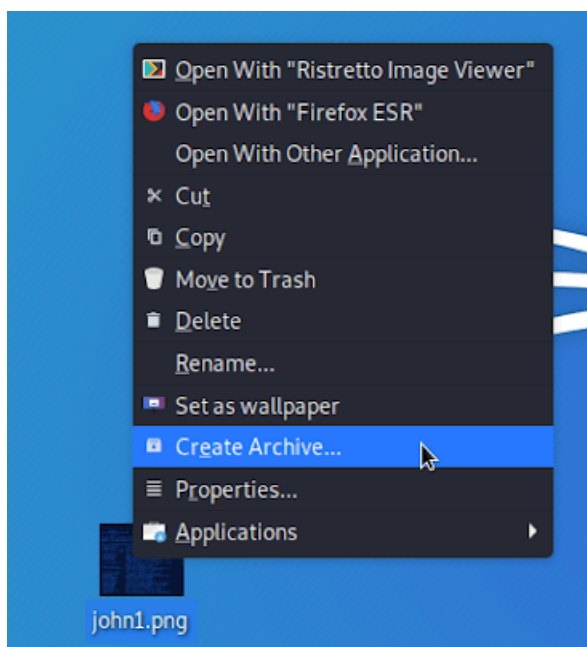 Open With "Ristretto Image Viewer"
Open With "Firefox ESR"
Open With Other Application...
Cut
Copy
Move to Trash
Delete
Rename...
Set as wallpaper
Create Archive...
Properties...
Applications
john1.png